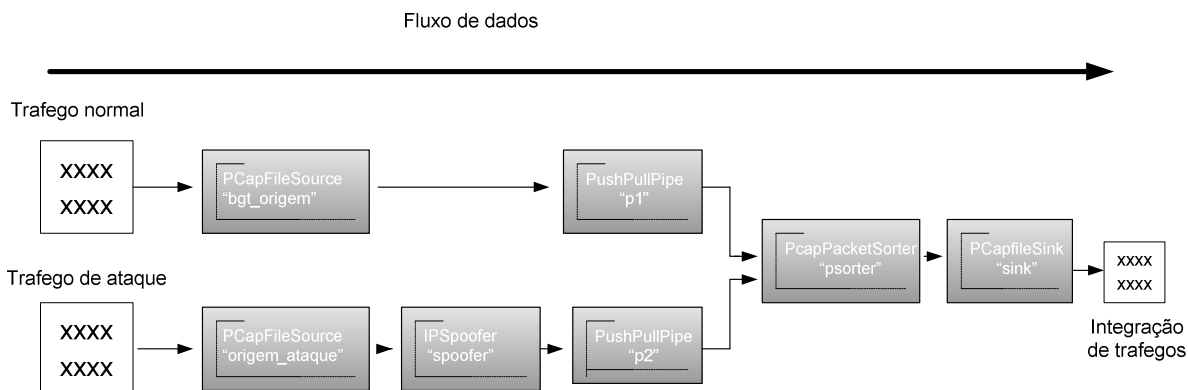 Fluxo de dados
Trafego normal
xxxx
xxxx
PCapFileSource
“bgt_origem”
PushPullPipe
“p1”
PcapPacketSorter
“psorter”
PCapfileSink
“sink”
xxxx
xxxx
Integração
de trafegos
Trafego de ataque
xxxx
xxxx
PCapFileSource
“origem_ataque”
IPSpoofer
“spoofer”
PushPullPipe
“p2”